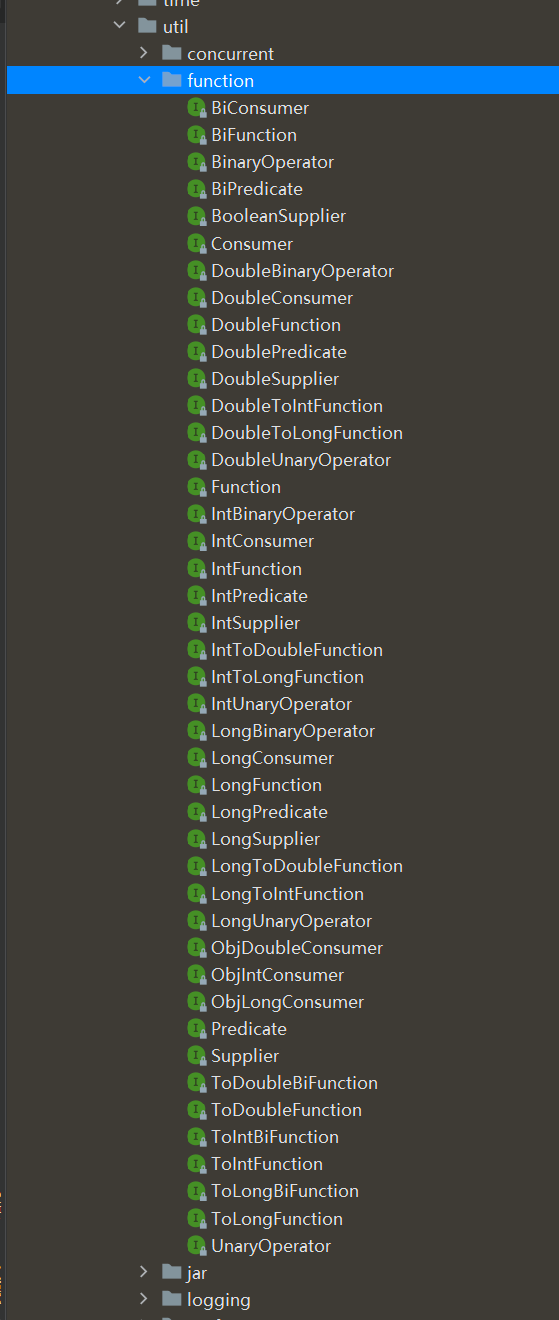 time
util
concurrent
function
BiConsumer
BiFunction
BinaryOperator
BiPredicate
BooleanSupplier
Consumer
DoubleBinaryOperator
DoubleConsumer
DoubleFunction
DoublePredicate
DoubleSupplier
DoubleToIntFunction
DoubleToLongFunction
DoubleUnaryOperator
Function
IntBinaryOperator
IntConsumer
IntFunction
IntPredicate
IntSupplier
IntToDoubleFunction
IntToLongFunction
IntUnaryOperator
LongBinaryOperator
LongConsumer
LongFunction
LongPredicate
LongSupplier
LongToDoubleFunction
LongToIntFunction
LongUnaryOperator
ObjDoubleConsumer
ObjIntConsumer
ObjLongConsumer
Predicate
Supplier
ToDoubleBiFunction
ToDoubleFunction
ToIntBiFunction
ToIntFunction
ToLongBiFunction
ToLongFunction
UnaryOperator
jar
logging